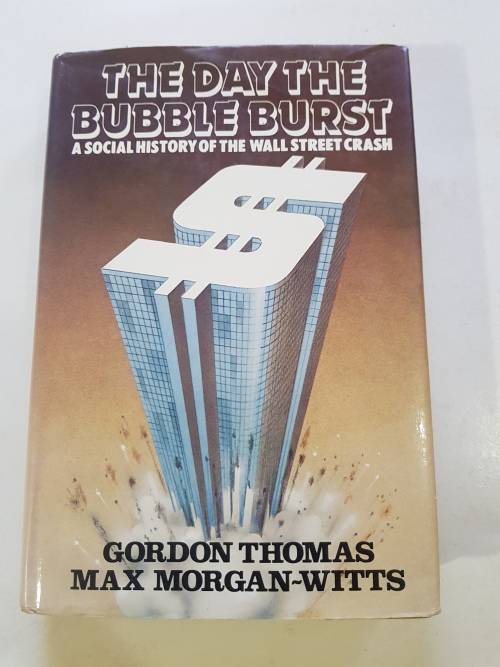 THE DAY THE
BUBBLE BURST
A SOCIAL HISTORY OF THE WALL STREET CRASH
GORDON THOMAS
MAX MORGAN~WITTS